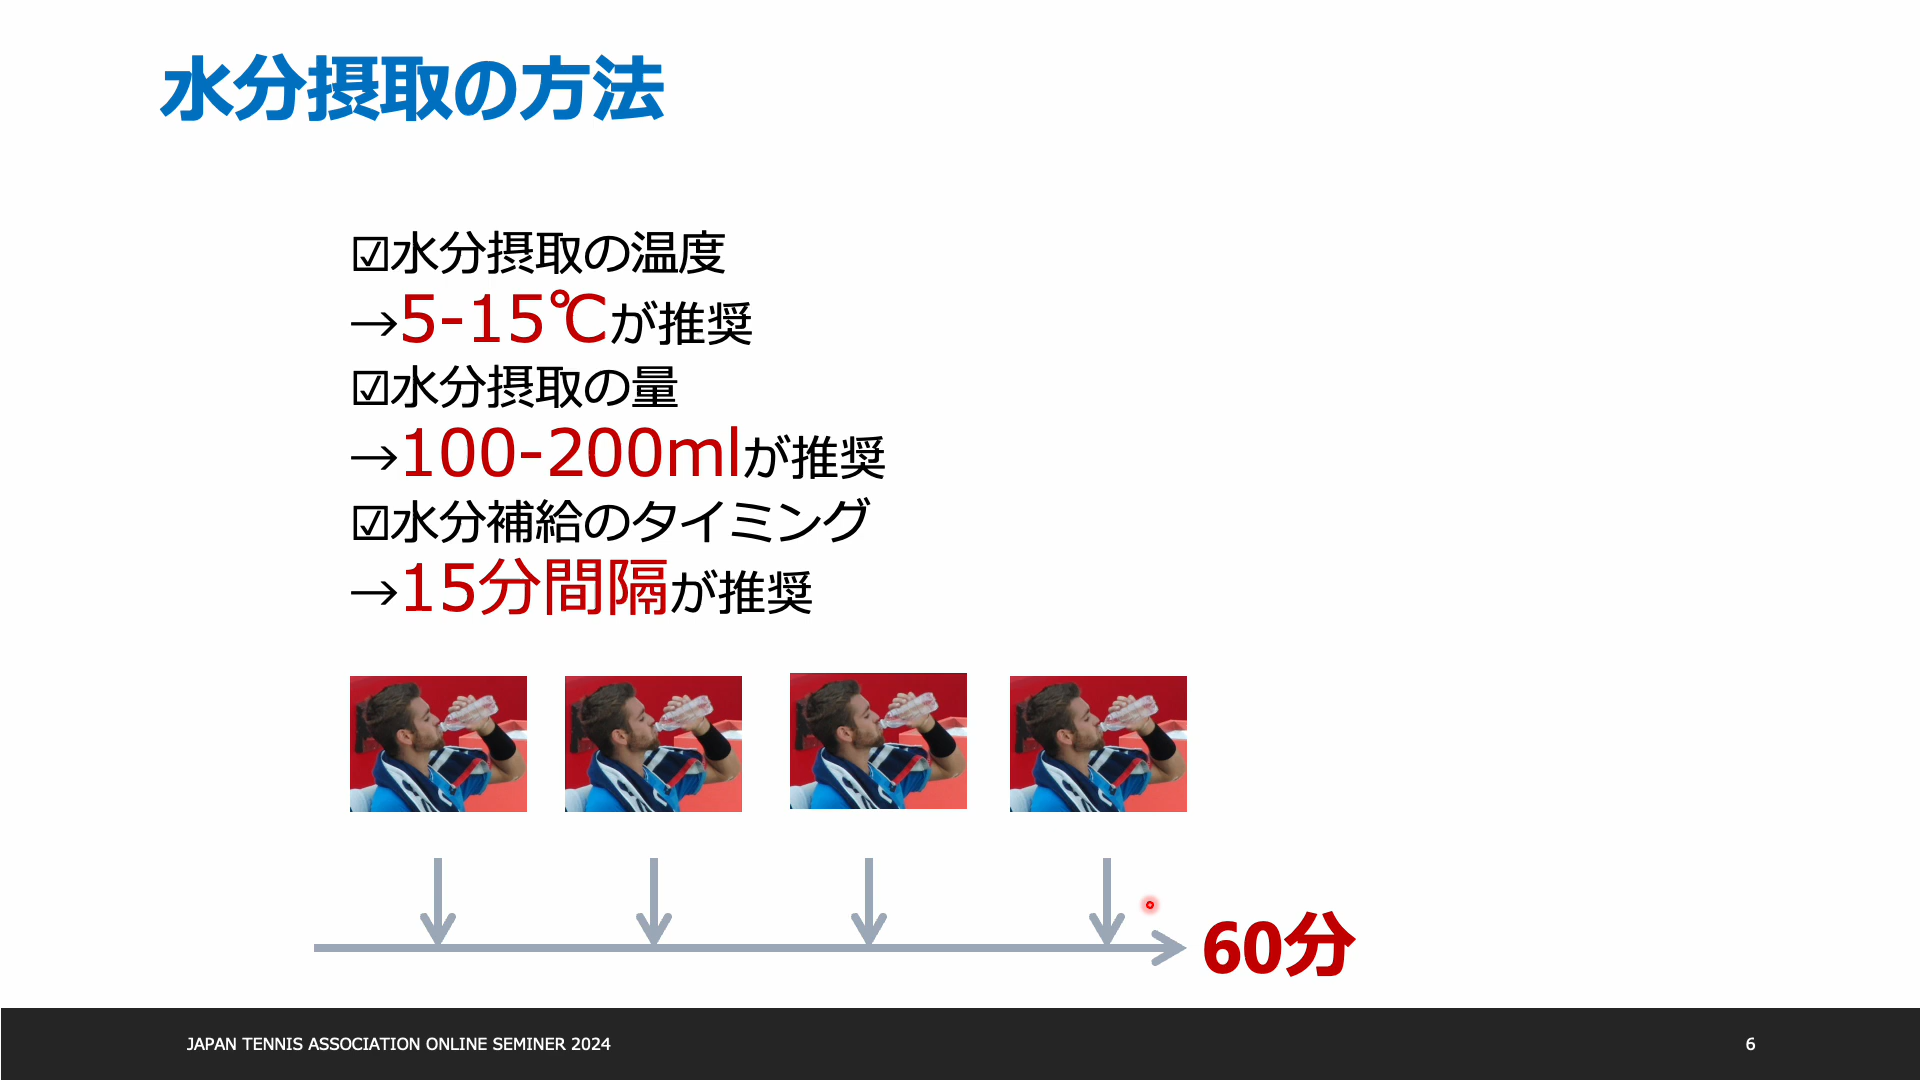 水分摂取の方法
☑水分摂取の温度
→5-15℃が推奨
☑水分摂取の量
→100-200mlが推奨
☑水分補給のタイミング
→15分間隔が推奨
60分
JAPAN TENNIS ASSOCIATION ONLINE SEMINER 2024
6